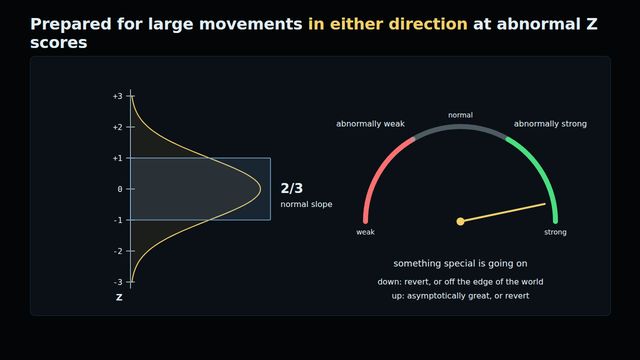 Prepared for large movements in either direction at abnormal Z
scores
+3
+2
+1
0
-1
-2
-3
Z
2/3
normal slope
normal
abnormally weak
abnormally strong
weak
strong
something special is going on
down: revert, or off the edge of the world
up: asymptotically great, or revert